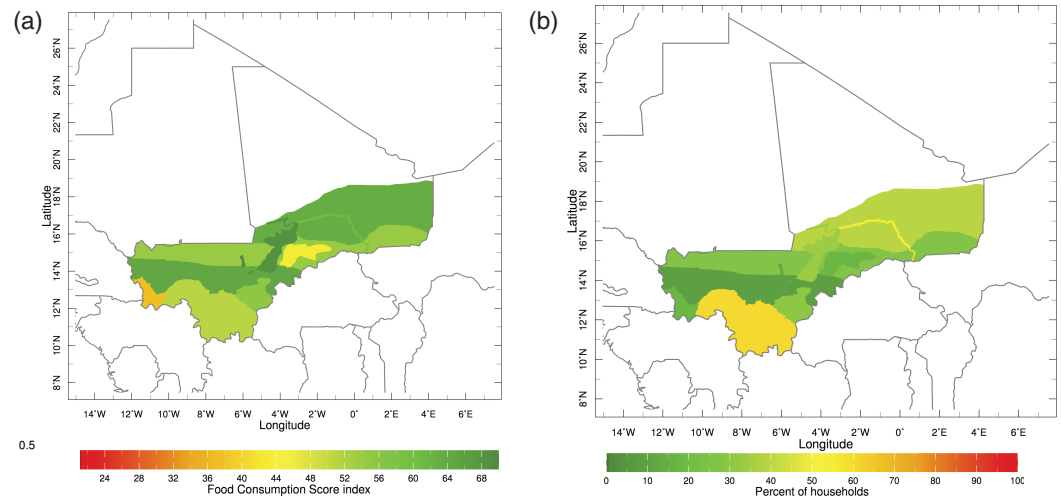 (a)
26°N
24°N
22°N
20°N
18°N
16°N
14°N
12°N
10°N
8°N
Latitude
14°W 12°W 10°W 8°W 6°W 4°W 2°W 0° 2°E 4°E 6°E
Longitude
0.5
24 28 32 36 40 44 48 52 56 60 64 68
Food Consumption Score index
(b)
26°N
24°N
22°N
20°N
18°N
16°N
14°N
12°N
10°N
8°N
Latitude
14°W 12°W 10°W 8°W 6°W 4°W 2°W 0° 2°E 4°E 6°E
Longitude
0 10 20 30 40 50 60 70 80 90 100
Percent of households